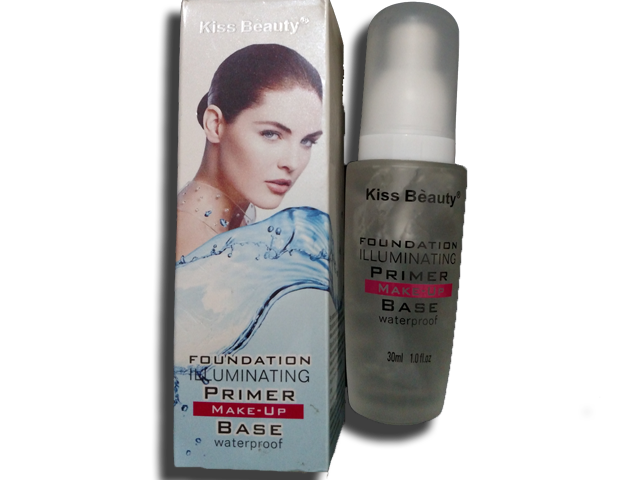 Kiss Beauty®
FOUNDATION
ILLUMINATING
PRIMER
MAKE-UP
BASE
waterproof
Kiss Bèauty®
FOUNDATION
ILLUMINATING
PRIMER
MAKE-UP
BASE
waterproof
30ml 1.0 fl.oz